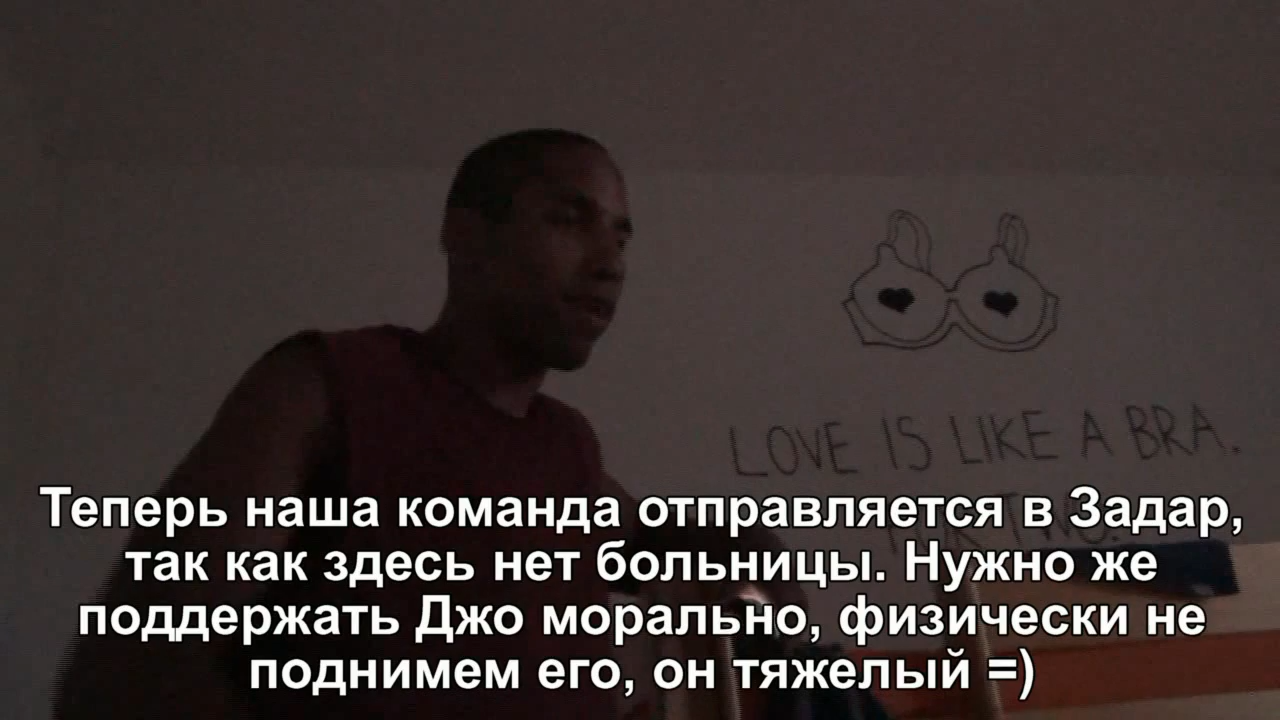 LOVE IS LIKE A BRA.
Теперь наша команда отправляется в Задар,
так как здесь нет больницы. Нужно же
поддержать Джо морально, физически не
поднимем его, он тяжелый =)